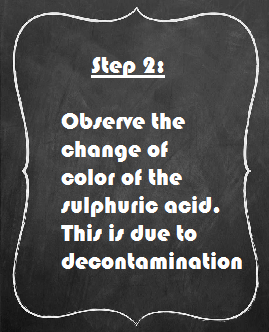 Step 2:
Observe the
change of
color of the
sulphuric acid.
This is due to
decontamination